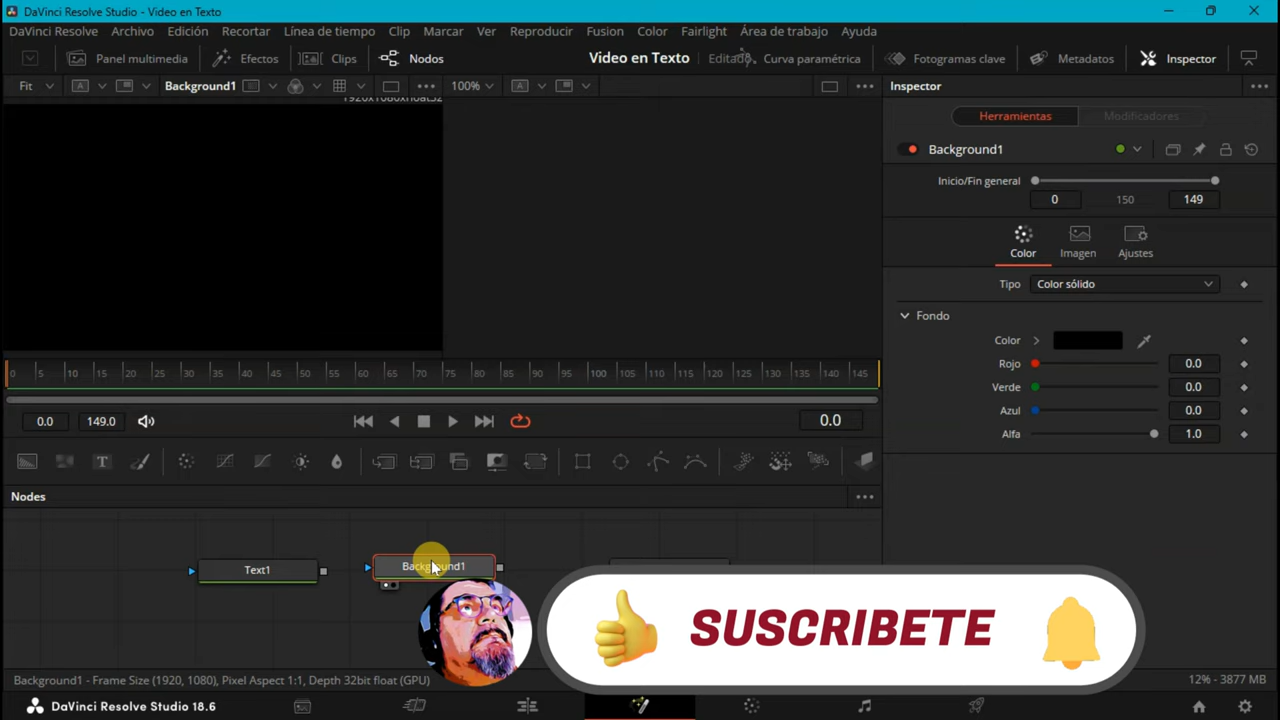 DaVinci Resolve Studio - Video en Texto
DaVinci Resolve Archivo Edición Recortar Línea de tiempo Clip Marcar Ver Reproducir Fusion Color Fairlight Área de trabajo Ayuda
Panel multimedia Efectos Clips Nodos Video en Texto Editado Curva paramétrica Fotogramas clave Metadatos Inspector
Fit A Background1 100% A Inspector
Herramientas Modificadores
Background1
Inicio/Fin general
0 150 149
Color Imagen Ajustes
Tipo Color sólido
Fondo
Color
Rojo 0.0
Verde 0.0
Azul 0.0
Alfa 1.0
0 5 10 15 20 25 30 35 40 45 50 55 60 65 70 75 80 85 90 95 100 105 110 115 120 125 130 135 140 145
0.0 149.0 0.0
T
Nodes
Text1 Background1
SUSCRIBETE
Background1 - Frame Size (1920, 1080), Pixel Aspect 1:1, Depth 32bit float (GPU) 12% - 3877 MB
DaVinci Resolve Studio 18.6